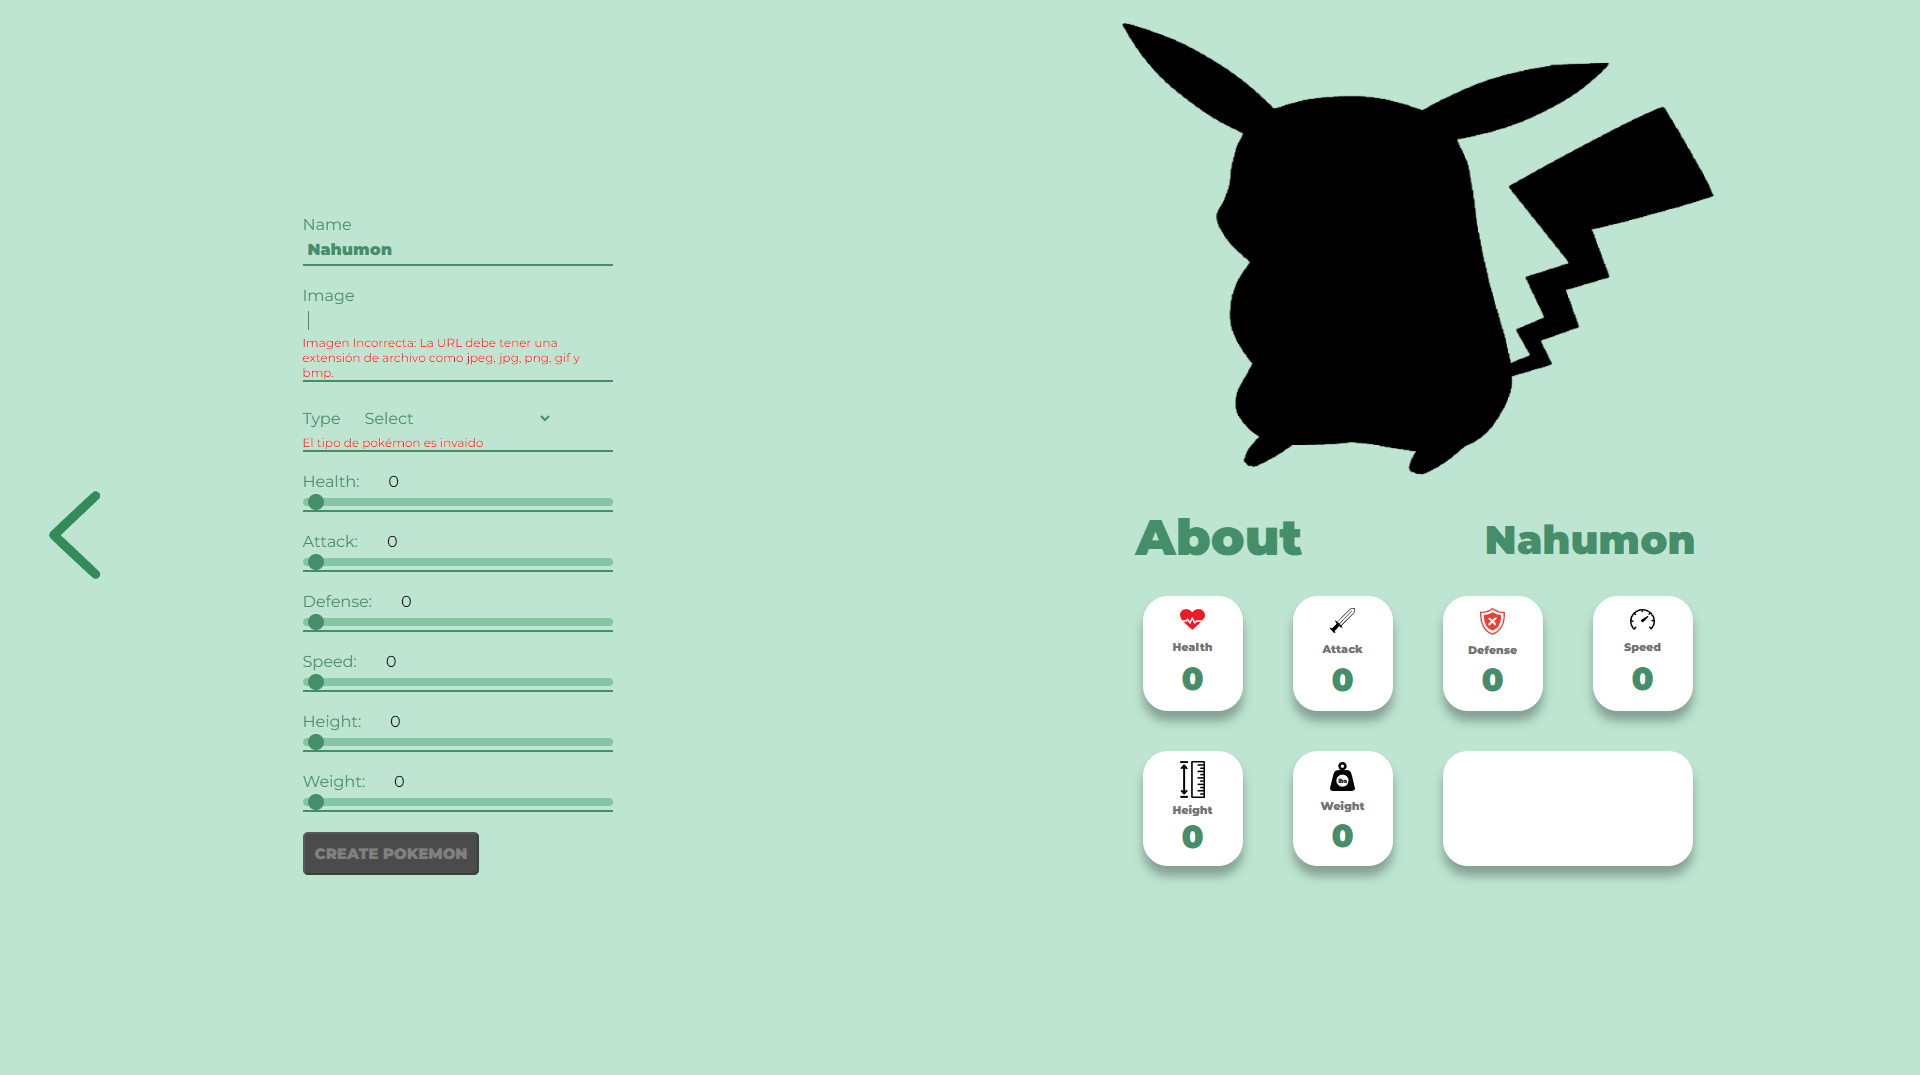 Name
Nahumon
Image
Imagen Incorrecta: La URL debe tener una
extensión de archivo como jpeg, jpg, png, gif y
bmp.
Type Select
El tipo de pokémon es invaido
Health: 0
Attack: 0
Defense: 0
Speed: 0
Height: 0
Weight: 0
CREATE POKEMON
About Nahumon
Health
0
Attack
0
Defense
0
Speed
0
Height
0
lbs
Weight
0